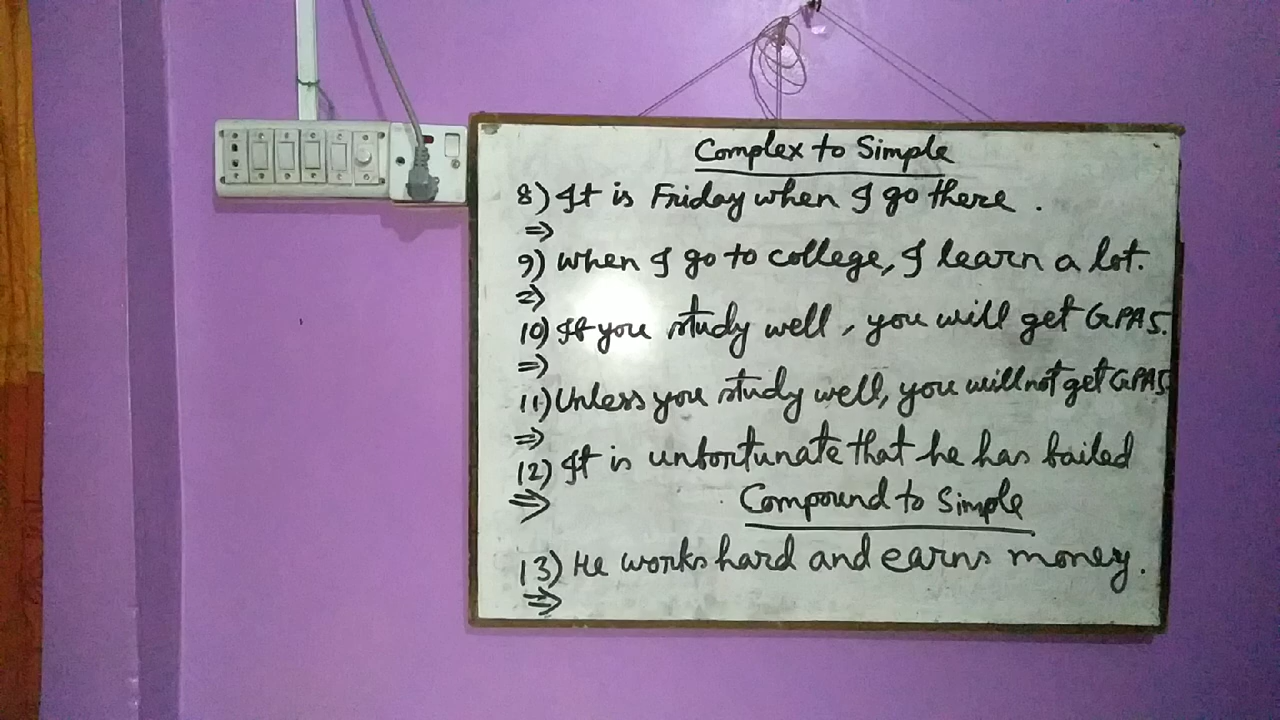 Complex to Simple
8) It is Friday when I go there.
⇒
9) When I go to college, I learn a lot.
⇒
10) If you study well, you will get GPA5.
⇒
11) Unless you study well, you will not get GPA5
⇒
12) It is unfortunate that he has failed
⇒
Compound to Simple
13) He works hard and earns money.
⇒